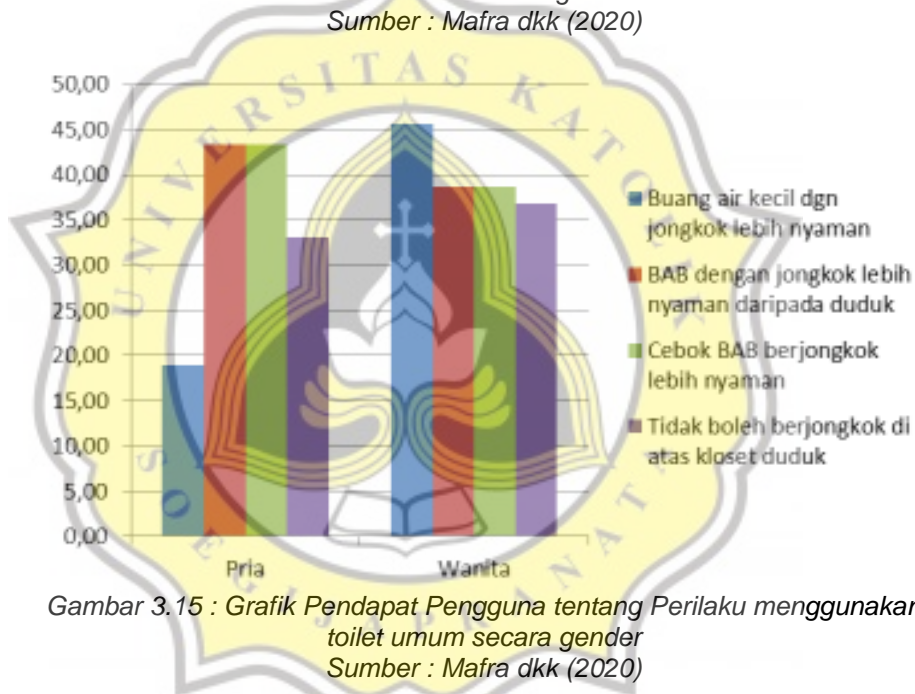 Sumber : Mafra dkk (2020)
UNIVERSITAS KATOLIK
SOEGIJAPRANATA
50,00
45,00
40,00
35,00
30,00
25,00
20,00
15,00
10,00
5,00
0,00
Pria
Wanita
Buang air kecil dgn
jongkok lebih nyaman
BAB dengan jongkok lebih
nyaman daripada duduk
Cebok BAB berjongkok
lebih nyaman
Tidak boleh berjongkok di
atas kloset duduk
Gambar 3.15 : Grafik Pendapat Pengguna tentang Perilaku menggunakan
toilet umum secara gender
Sumber : Mafra dkk (2020)